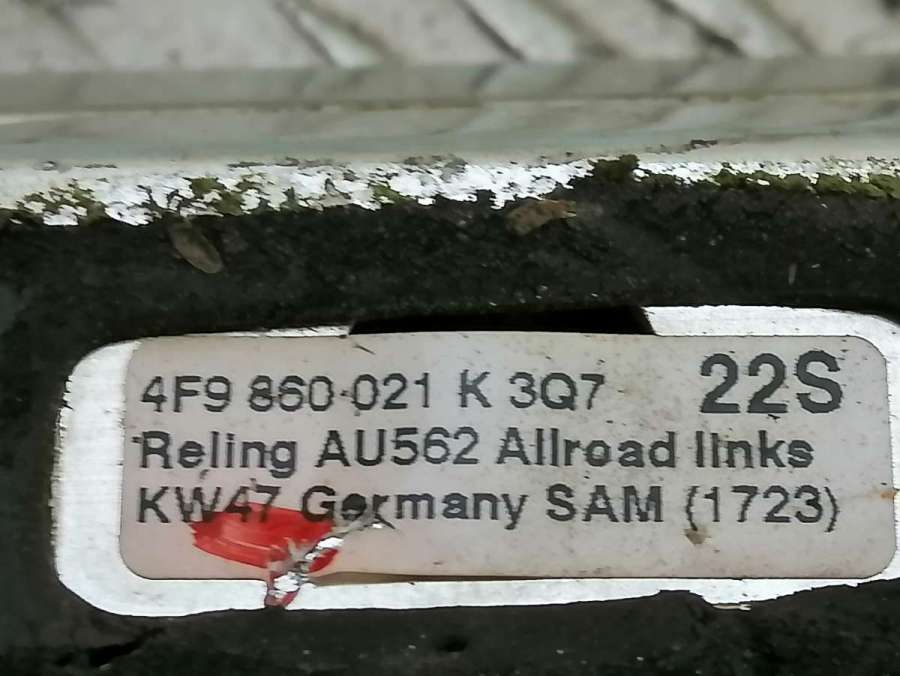 4F9 860 021 K 3Q7 22S
Reling AU562 Allroad links
KW47 Germany SAM (1723)